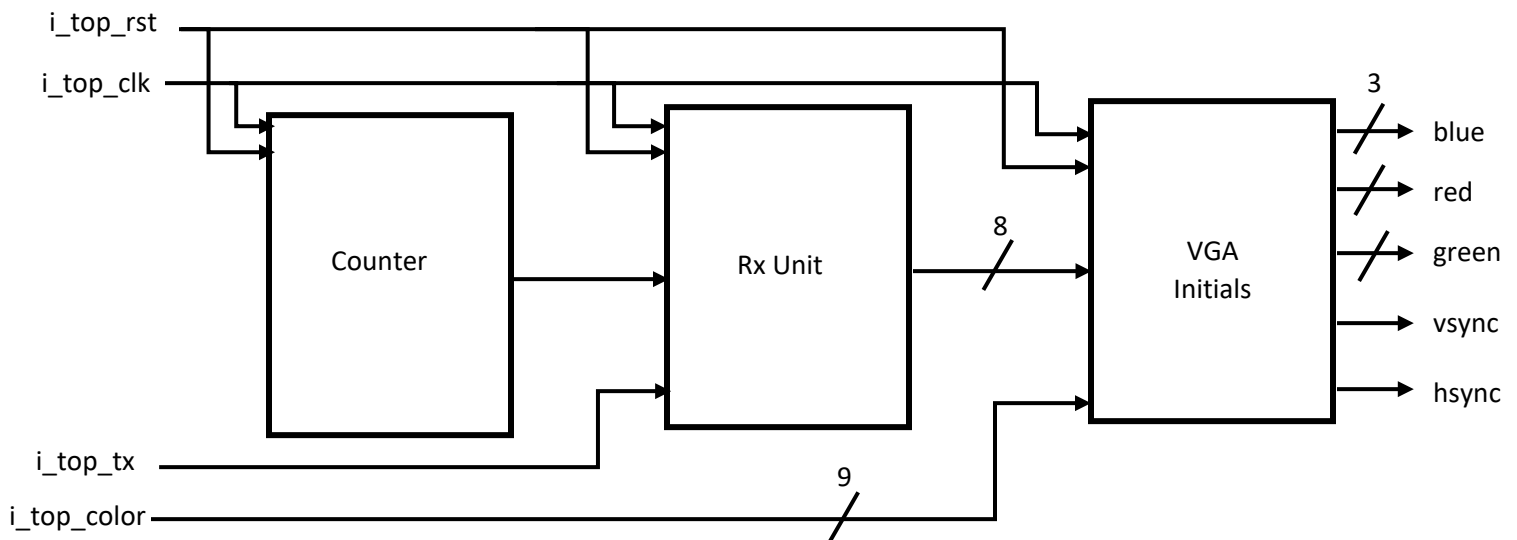 i_top_rst
i_top_clk
3
blue
red
8
VGA
Initials
green
Counter
Rx Unit
vsync
hsync
i_top_tx
9
i_top_color